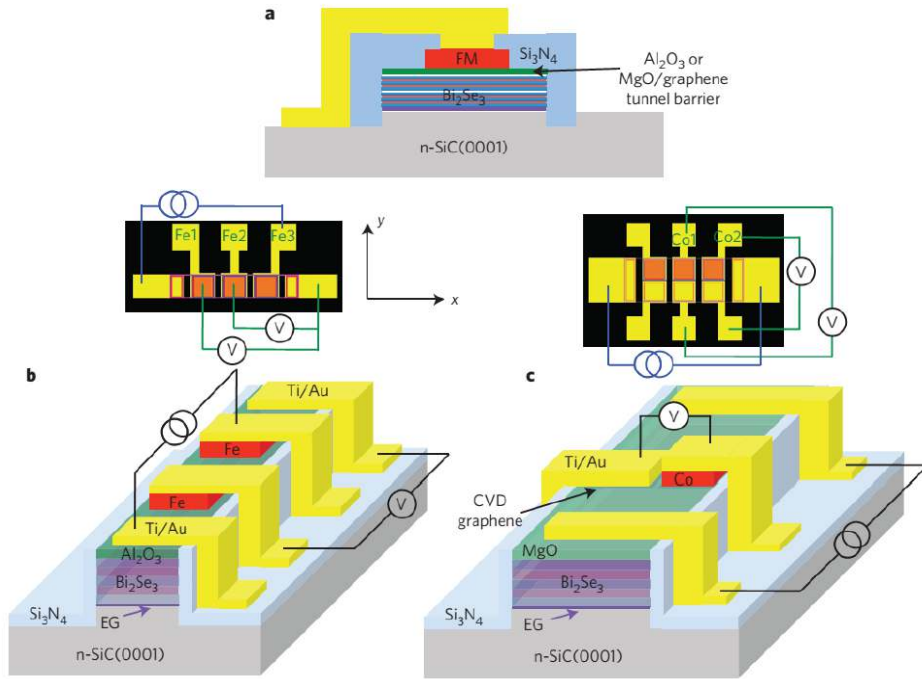 a
FM
Si₃N₄
Al₂O₃ or
MgO/graphene
tunnel barrier
Bi₂Se₃
n-SiC(0001)
Fe1 Fe2 Fe3
V
V
y
x
Co1 Co2
V
V
b
Ti/Au
Fe
Fe
Ti/Au
V
Al₂O₃
Bi₂Se₃
Si₃N₄
EG
n-SiC(0001)
c
V
Ti/Au
Co
CVD
graphene
MgO
Bi₂Se₃
Si₃N₄
EG
n-SiC(0001)